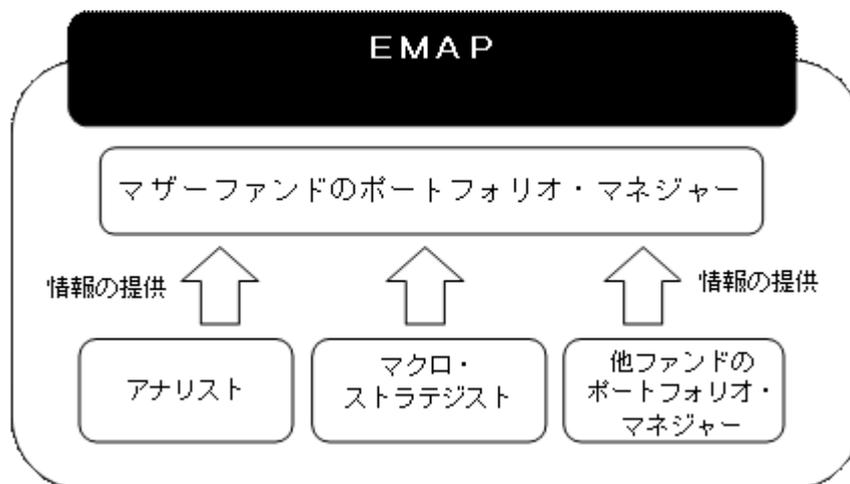 EMAP
マザーファンドのポートフォリオ・マネジャー
情報の提供
情報の提供
アナリスト
マクロ・
ストラテジスト
他ファンドの
ポートフォリオ・
マネジャー